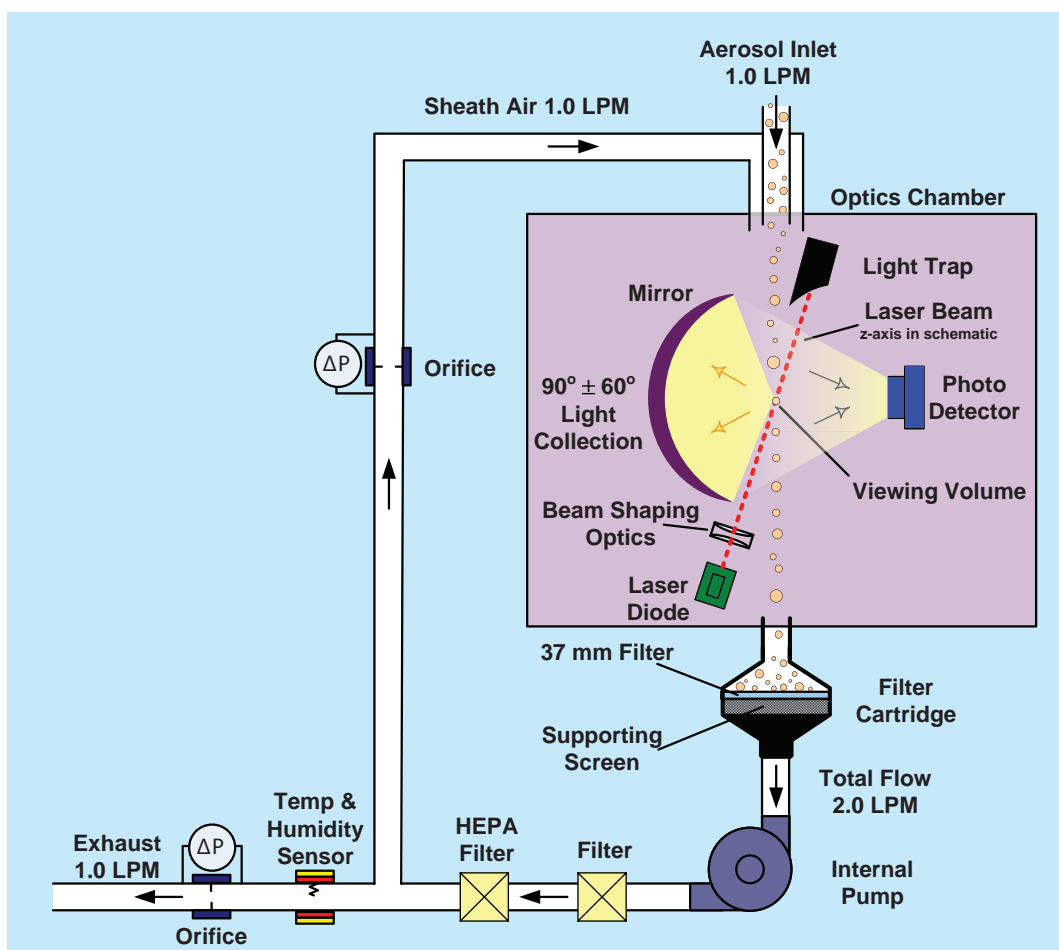 Aerosol Inlet
1.0 LPM
Sheath Air 1.0 LPM
Optics Chamber
Light Trap
Mirror
Laser Beam
z-axis in schematic
ΔP
Orifice
90° ± 60°
Light
Collection
Photo
Detector
Viewing Volume
Beam Shaping
Optics
Laser
Diode
37 mm Filter
Filter
Cartridge
Supporting
Screen
Total Flow
2.0 LPM
Temp &
Humidity
Sensor
HEPA
Filter
Filter
Exhaust
1.0 LPM
ΔP
Internal
Pump
Orifice